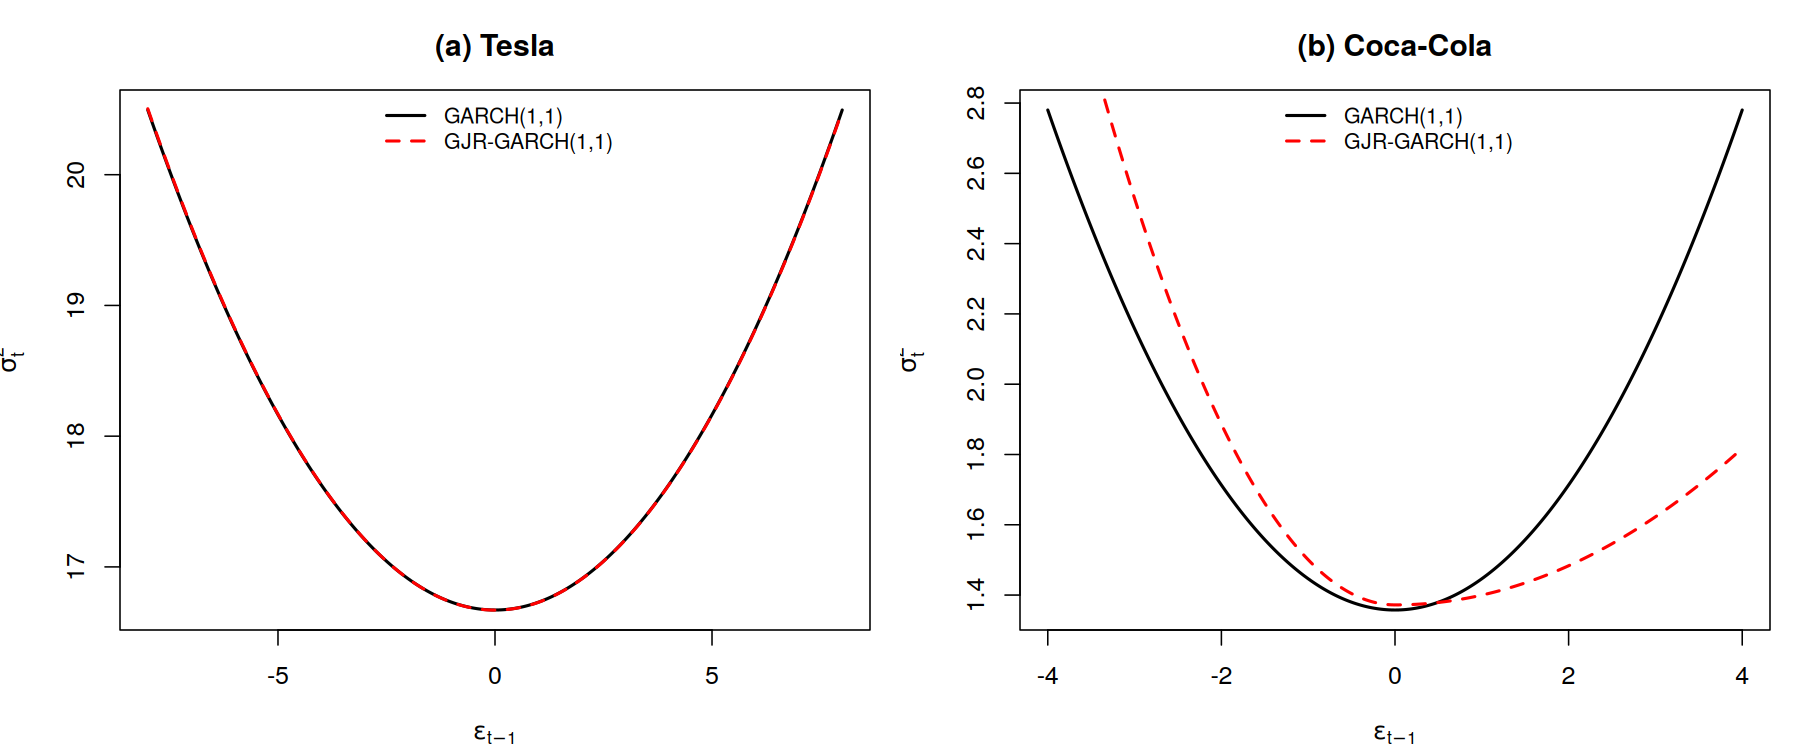 (a) Tesla
GARCH(1,1)
GJR-GARCH(1,1)
20
19
18
17
σt
-5 0 5
εt−1
(b) Coca-Cola
GARCH(1,1)
GJR-GARCH(1,1)
2.8
2.6
2.4
2.2
2.0
1.8
1.6
1.4
σt
-4 -2 0 2 4
εt−1